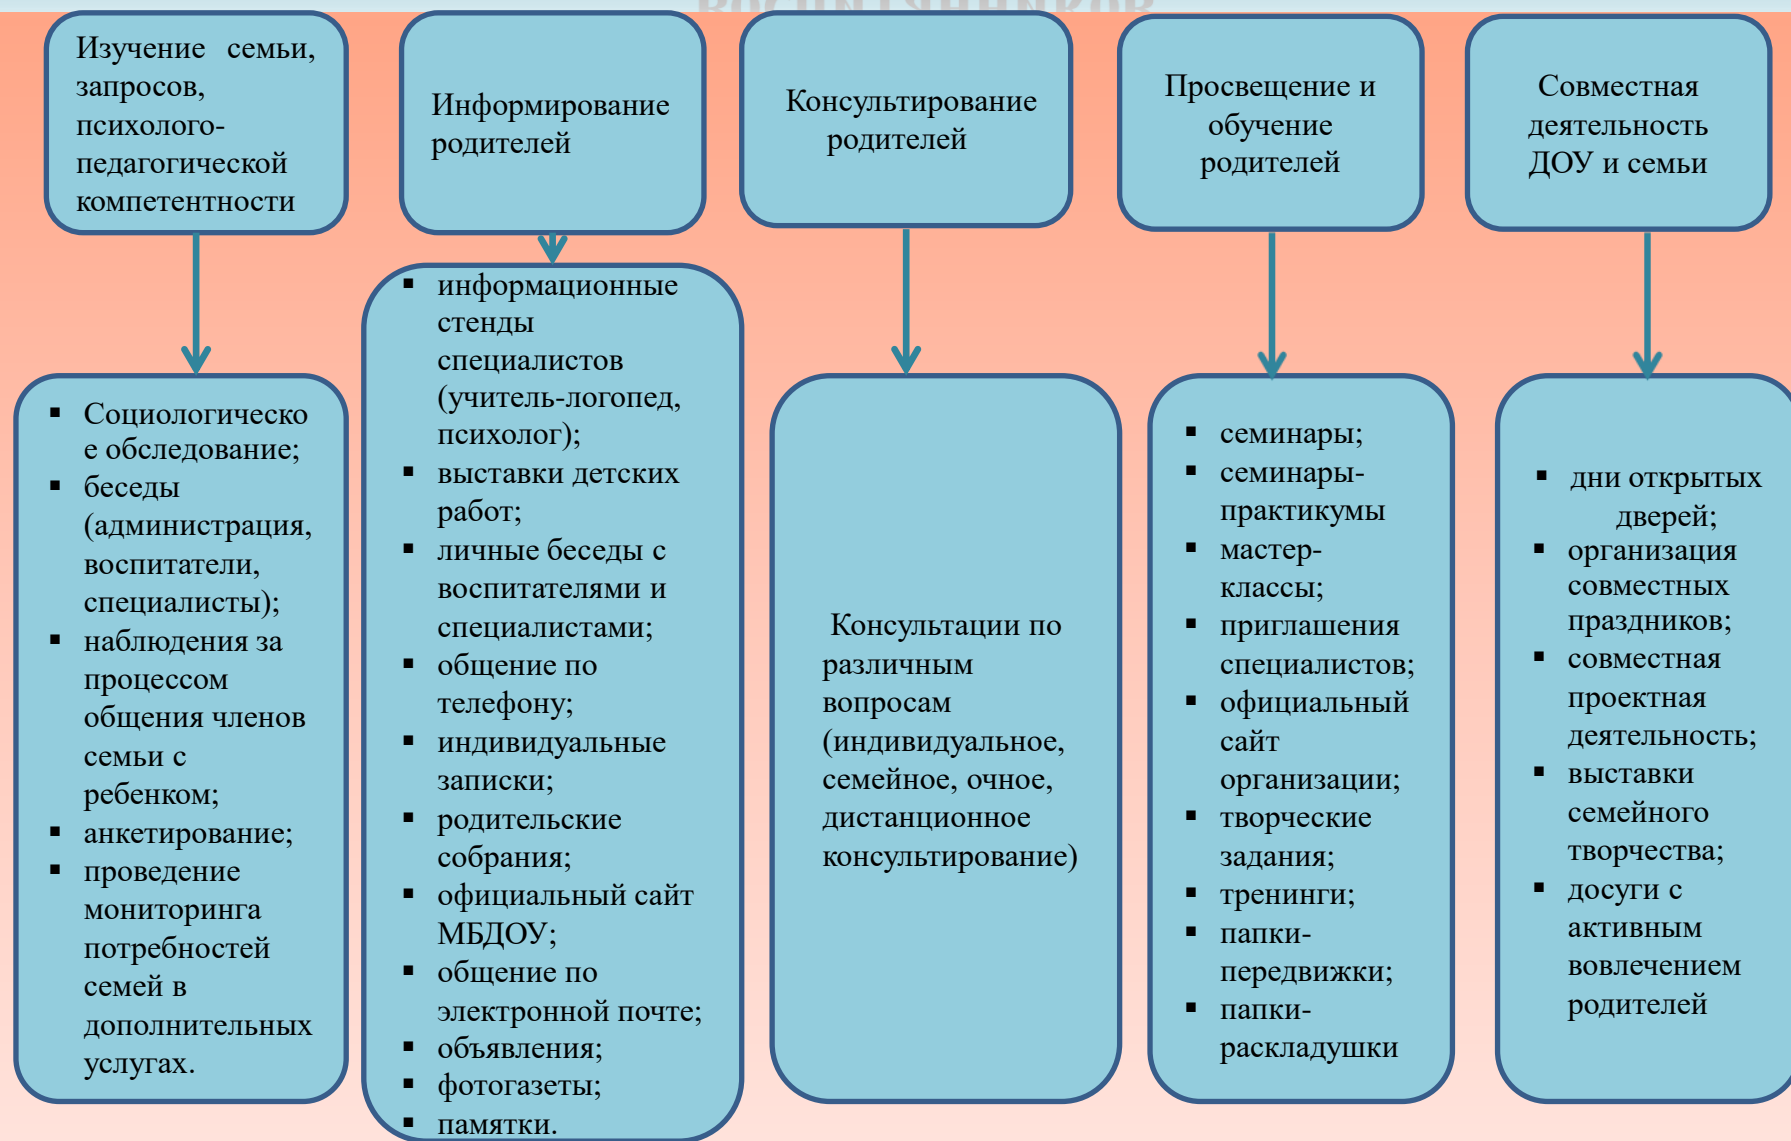 ВОСПИТАННИКОВ
Изучение семьи,
запросов,
психолого-
педагогической
компетентности
Информирование
родителей
Консультирование
родителей
Просвещение и
обучение
родителей
Совместная
деятельность
ДОУ и семьи
▪ Социологическо
е обследование;
▪ беседы
(администрация,
воспитатели,
специалисты);
▪ наблюдения за
процессом
общения членов
семьи с
ребенком;
▪ анкетирование;
▪ проведение
мониторинга
потребностей
семей в
дополнительных
услугах.
▪ информационные
стенды
специалистов
(учитель-логопед,
психолог);
▪ выставки детских
работ;
▪ личные беседы с
воспитателями и
специалистами;
▪ общение по
телефону;
▪ индивидуальные
записки;
▪ родительские
собрания;
▪ официальный сайт
МБДОУ;
▪ общение по
электронной почте;
▪ объявления;
▪ фотогазеты;
▪ памятки.
Консультации по
различным
вопросам
(индивидуальное,
семейное, очное,
дистанционное
консультирование)
▪ семинары;
▪ семинары-
практикумы
▪ мастер-
классы;
▪ приглашения
специалистов;
▪ официальный
сайт
организации;
▪ творческие
задания;
▪ тренинги;
▪ папки-
передвижки;
▪ папки-
раскладушки
▪ дни открытых
дверей;
▪ организация
совместных
праздников;
▪ совместная
проектная
деятельность;
▪ выставки
семейного
творчества;
▪ досуги с
активным
вовлечением
родителей